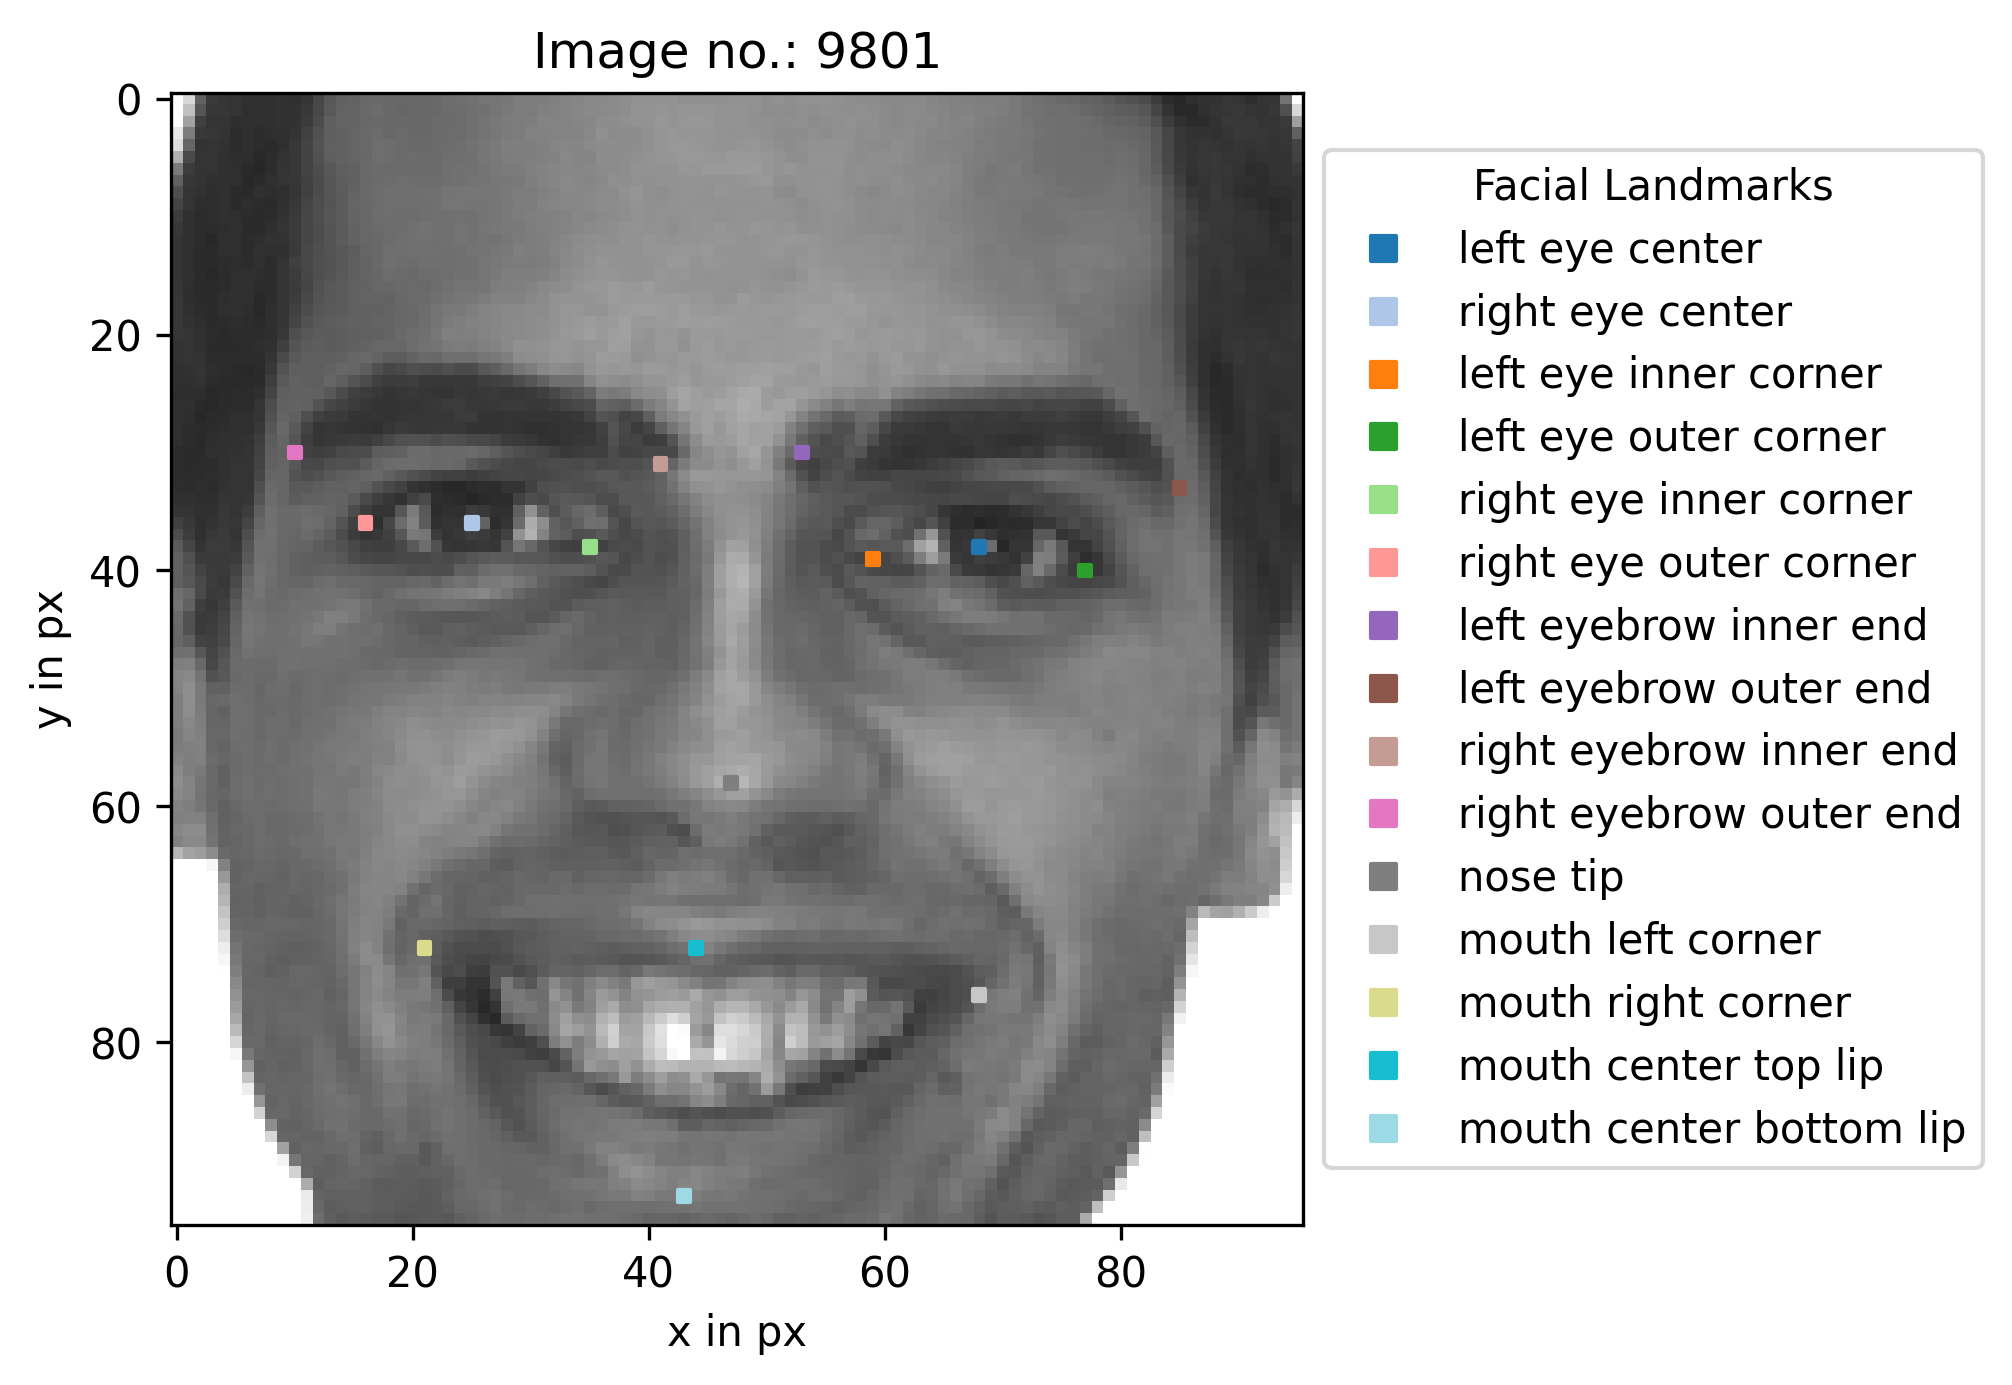 Image no.: 9801
0
20
40
60
80
y in px
0 20 40 60 80
x in px
Facial Landmarks
left eye center
right eye center
left eye inner corner
left eye outer corner
right eye inner corner
right eye outer corner
left eyebrow inner end
left eyebrow outer end
right eyebrow inner end
right eyebrow outer end
nose tip
mouth left corner
mouth right corner
mouth center top lip
mouth center bottom lip